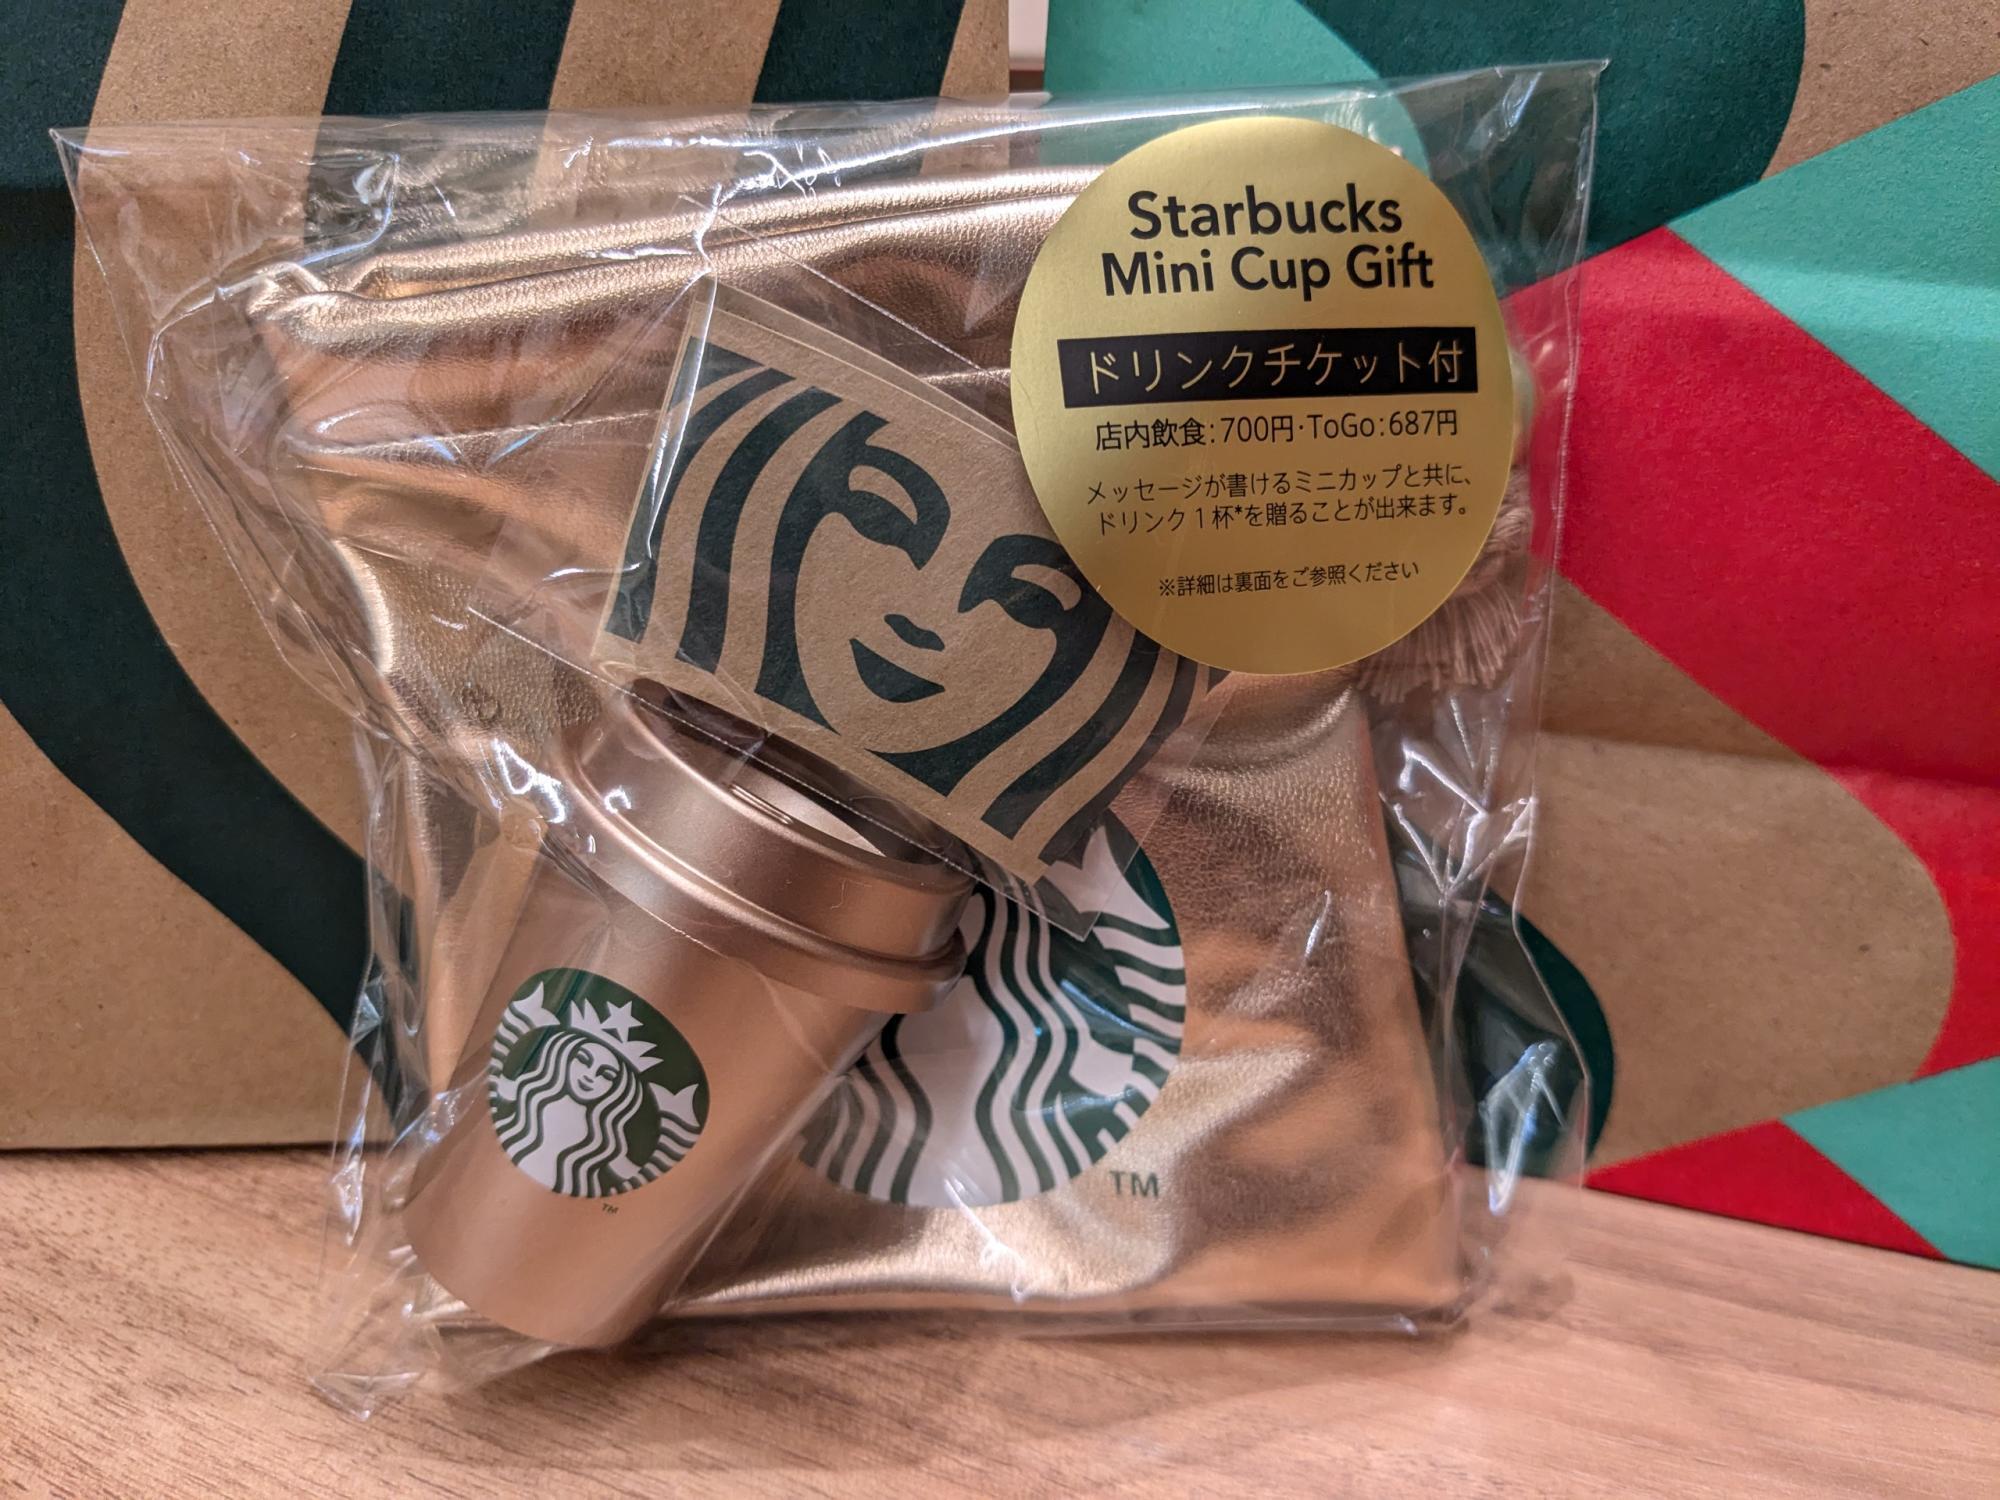 Starbucks
Mini Cup Gift
ドリンクチケット付
店内飲食:700円・ToGo:687円
メッセージが書けるミニカップと共に、
ドリンク1杯*を贈ることが出来ます。
※詳細は裏面をご参照ください
TM
TM